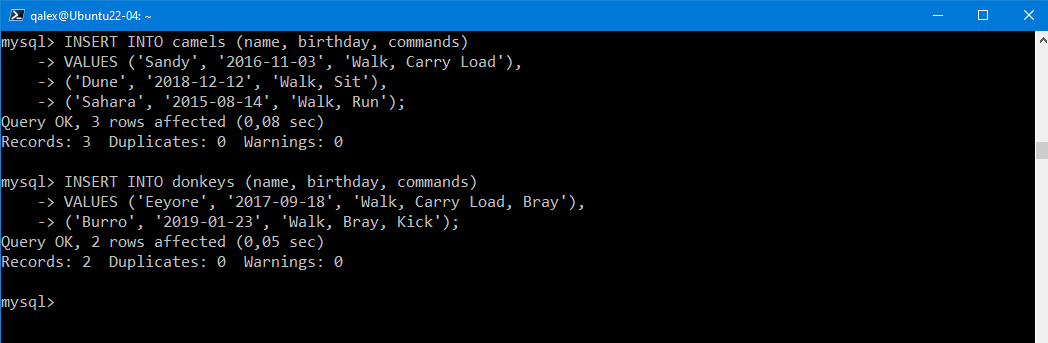 qalex@Ubuntu22-04: ~
mysql> INSERT INTO camels (name, birthday, commands)
    -> VALUES ('Sandy', '2016-11-03', 'Walk, Carry Load'),
    -> ('Dune', '2018-12-12', 'Walk, Sit'),
    -> ('Sahara', '2015-08-14', 'Walk, Run');
Query OK, 3 rows affected (0,08 sec)
Records: 3  Duplicates: 0  Warnings: 0

mysql> INSERT INTO donkeys (name, birthday, commands)
    -> VALUES ('Eeyore', '2017-09-18', 'Walk, Carry Load, Bray'),
    -> ('Burro', '2019-01-23', 'Walk, Bray, Kick');
Query OK, 2 rows affected (0,05 sec)
Records: 2  Duplicates: 0  Warnings: 0

mysql>